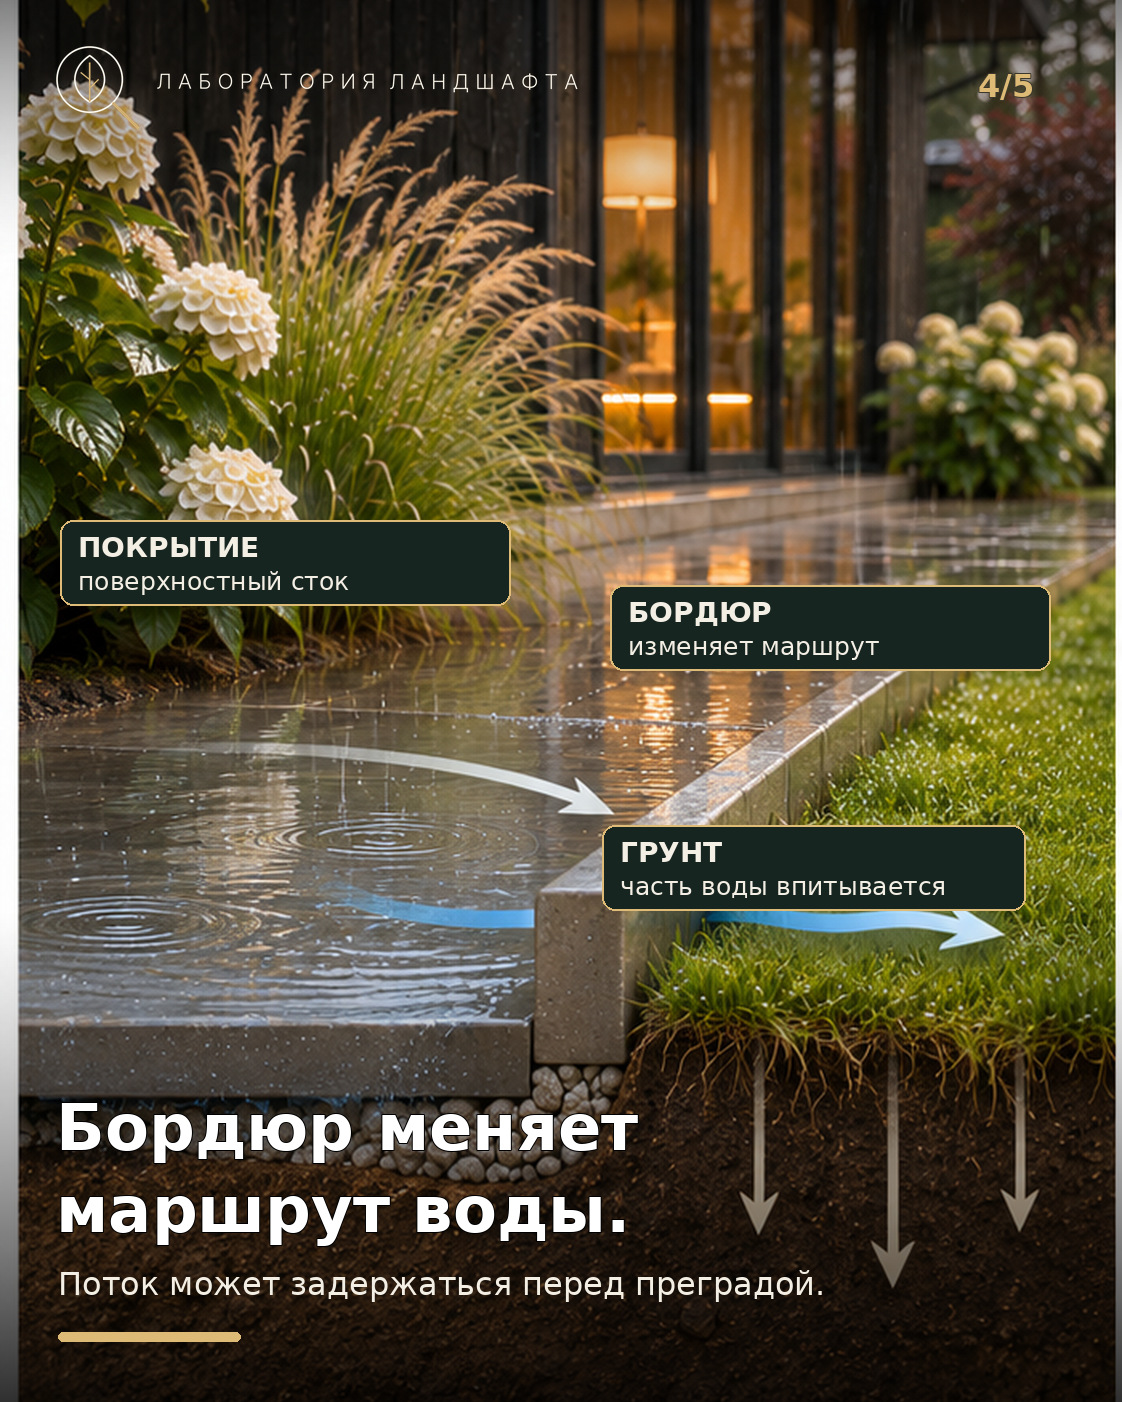 ЛАБОРАТОРИЯ ЛАНДШАФТА
4/5
ПОКРЫТИЕ
поверхностный сток
БОРДЮР
изменяет маршрут
ГРУНТ
часть воды впитывается
Бордюр меняет
маршрут воды.
Поток может задержаться перед преградой.